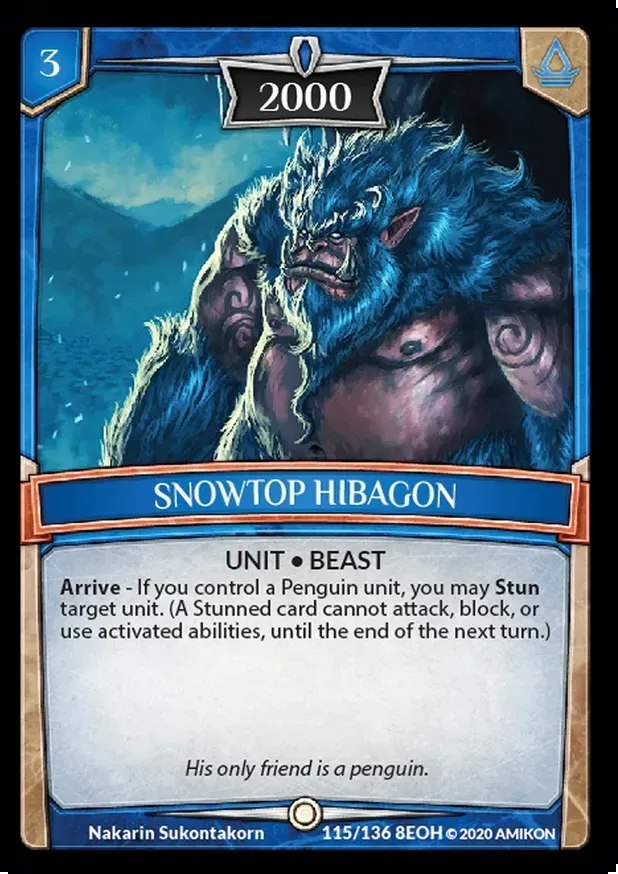 3
2000
SNOWTOP HIBAGON
UNIT • BEAST
Arrive - If you control a Penguin unit, you may Stun
target unit. (A Stunned card cannot attack, block, or
use activated abilities, until the end of the next turn.)
His only friend is a penguin.
Nakarin Sukontakorn 115/136 8EOH © 2020 AMIKON